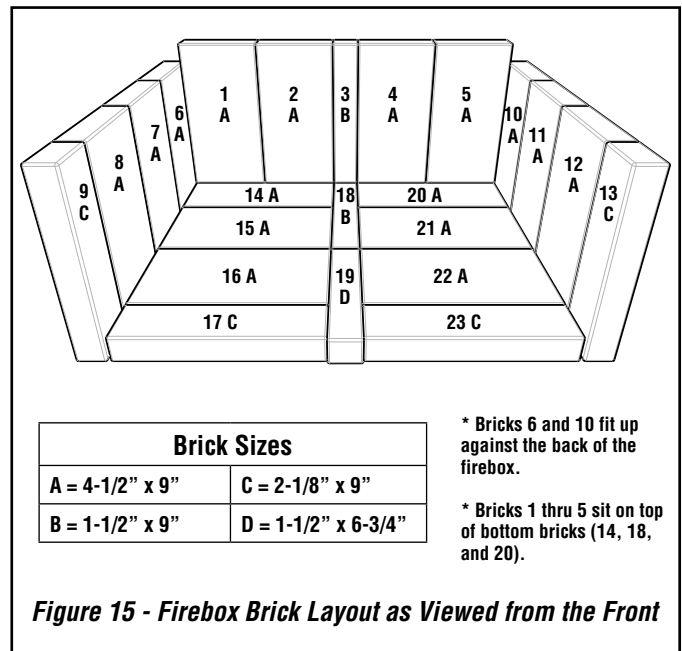 1
A
2
A
3
B
4
A
5
A
6
A
7
A
8
A
9
C
10
A
11
A
12
A
13
C
14 A
18
B
20 A
15 A
21 A
16 A
19
D
22 A
17 C
23 C
Brick Sizes
A = 4-1/2” x 9”
C = 2-1/8” x 9”
B = 1-1/2” x 9”
D = 1-1/2” x 6-3/4”
* Bricks 6 and 10 fit up
against the back of the
firebox.
* Bricks 1 thru 5 sit on top
of bottom bricks (14, 18,
and 20).
Figure 15 - Firebox Brick Layout as Viewed from the Front